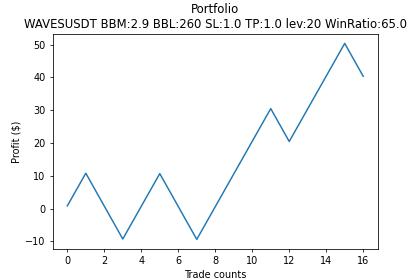 Portfolio
WAVESUSDT BBM:2.9 BBL:260 SL:1.0 TP:1.0 lev:20 WinRatio:65.0
50
40
30
20
10
0
−10
Profit ($)
0 2 4 6 8 10 12 14 16
Trade counts